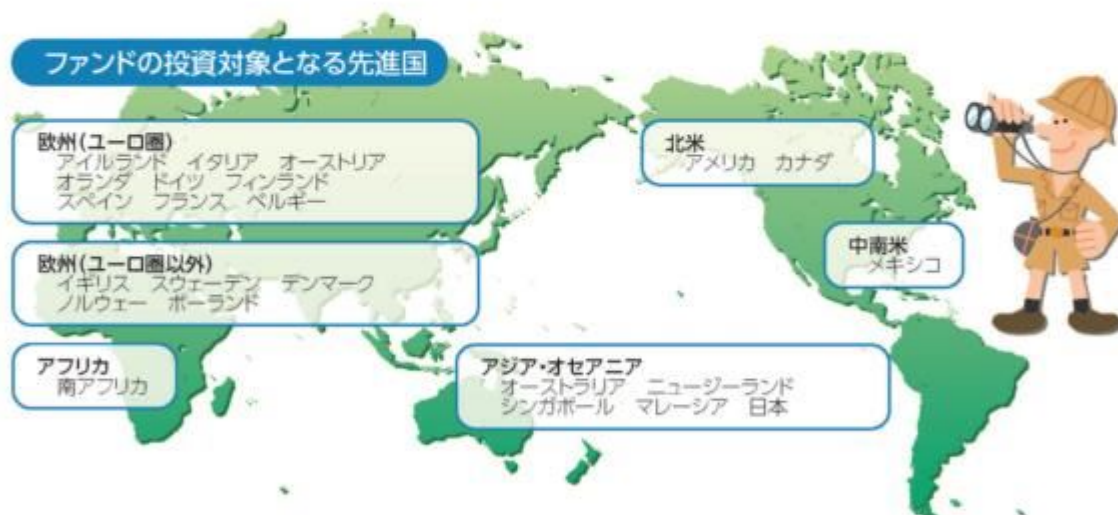 ファンドの投資対象となる先進国
欧州(ユーロ圏)
アイルランド イタリア オーストリア
オランダ ドイツ フィンランド
スペイン フランス ベルギー
欧州(ユーロ圏以外)
イギリス スウェーデン デンマーク
ノルウェー ポーランド
アフリカ
南アフリカ
北米
アメリカ カナダ
中南米
メキシコ
アジア・オセアニア
オーストラリア ニュージーランド
シンガポール マレーシア 日本